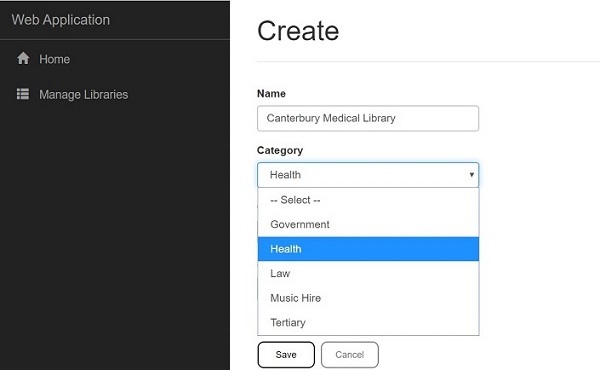 Web Application
Home
Manage Libraries
Create
Name
Canterbury Medical Library
Category
Health
-- Select --
Government
Health
Law
Music Hire
Tertiary
Save Cancel